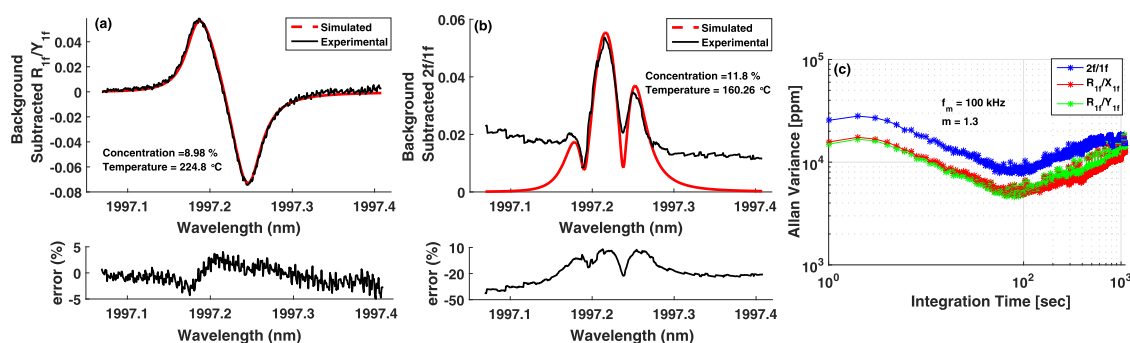 (a)
Simulated
Experimental
Background
Subtracted R1f/Y1f
0.04
0.02
0
-0.02
-0.04
-0.06
-0.08
Concentration =8.98 %
Temperature = 224.8 °C
1997.1 1997.2 1997.3 1997.4
Wavelength (nm)
error (%)
5
0
-5
1997.1 1997.2 1997.3 1997.4
Wavelength (nm)
(b)
Simulated
Experimental
Background
Subtracted 2f/1f
0.06
0.04
0.02
0
Concentration =11.8 %
Temperature = 160.26 °C
1997.1 1997.2 1997.3 1997.4
Wavelength (nm)
error (%)
10
-20
-50
1997.1 1997.2 1997.3 1997.4
Wavelength (nm)
(c)
2f/1f
R1f/X1f
R1f/Y1f
fm = 100 kHz
m = 1.3
Allan Variance [ppm]
10^5
10^4
10^3
10^0 10^2 10^3
Integration Time [sec]